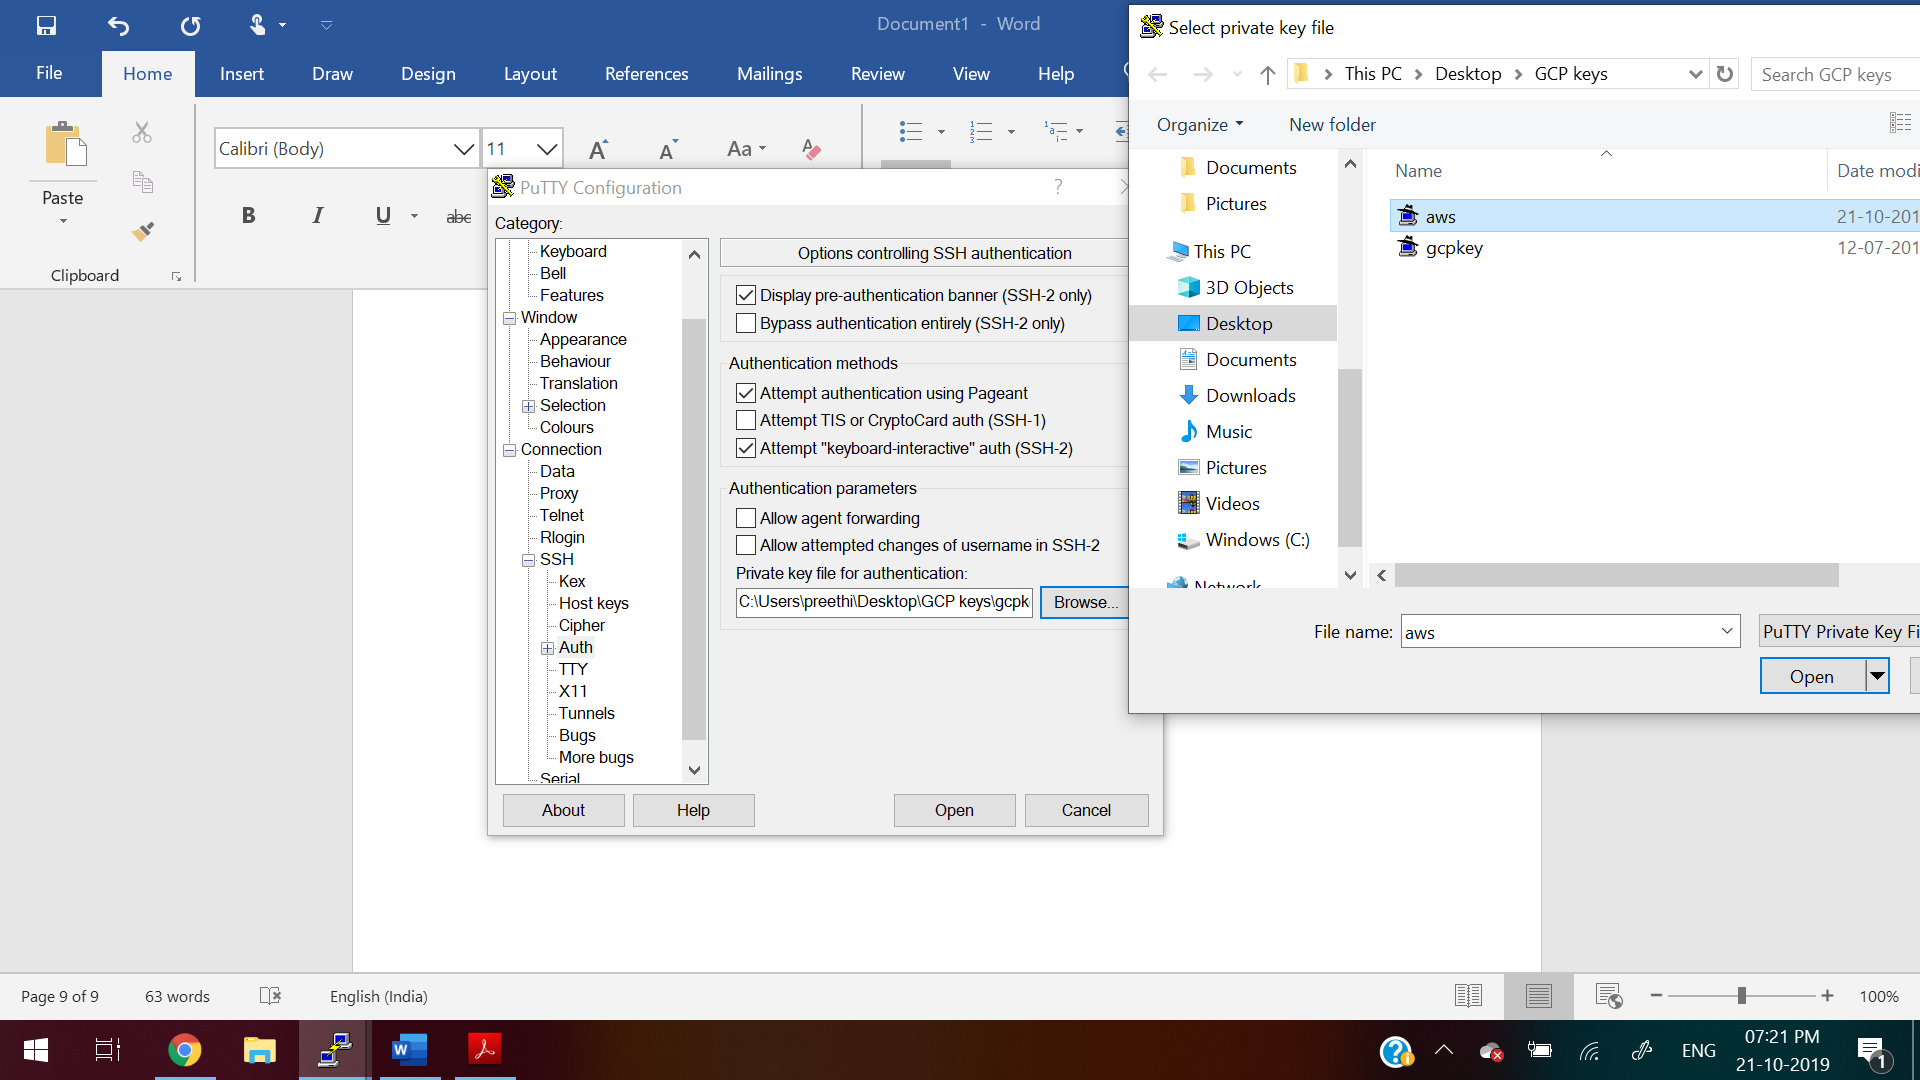 Document1 - Word
File
Home
Insert
Draw
Design
Layout
References
Mailings
Review
View
Help
Paste
Clipboard
Calibri (Body)
11
Aa
B
I
U
abc
PuTTY Configuration
?
Category:
Keyboard
Bell
Features
Window
Appearance
Behaviour
Translation
Selection
Colours
Connection
Data
Proxy
Telnet
Rlogin
SSH
Kex
Host keys
Cipher
Auth
TTY
X11
Tunnels
Bugs
More bugs
Serial
Options controlling SSH authentication
Display pre-authentication banner (SSH-2 only)
Bypass authentication entirely (SSH-2 only)
Authentication methods
Attempt authentication using Pageant
Attempt TIS or CryptoCard auth (SSH-1)
Attempt "keyboard-interactive" auth (SSH-2)
Authentication parameters
Allow agent forwarding
Allow attempted changes of username in SSH-2
Private key file for authentication:
C:\Users\preethi\Desktop\GCP keys\gcpk
Browse...
About
Help
Open
Cancel
Select private key file
This PC
Desktop
GCP keys
Search GCP keys
Organize
New folder
Documents
Pictures
This PC
3D Objects
Desktop
Documents
Downloads
Music
Pictures
Videos
Windows (C:)
Network
Name
Date modi
aws
21-10-201
gcpkey
12-07-201
File name:
aws
PuTTY Private Key Fi
Open
Page 9 of 9
63 words
English (India)
100%
ENG
07:21 PM
21-10-2019
1